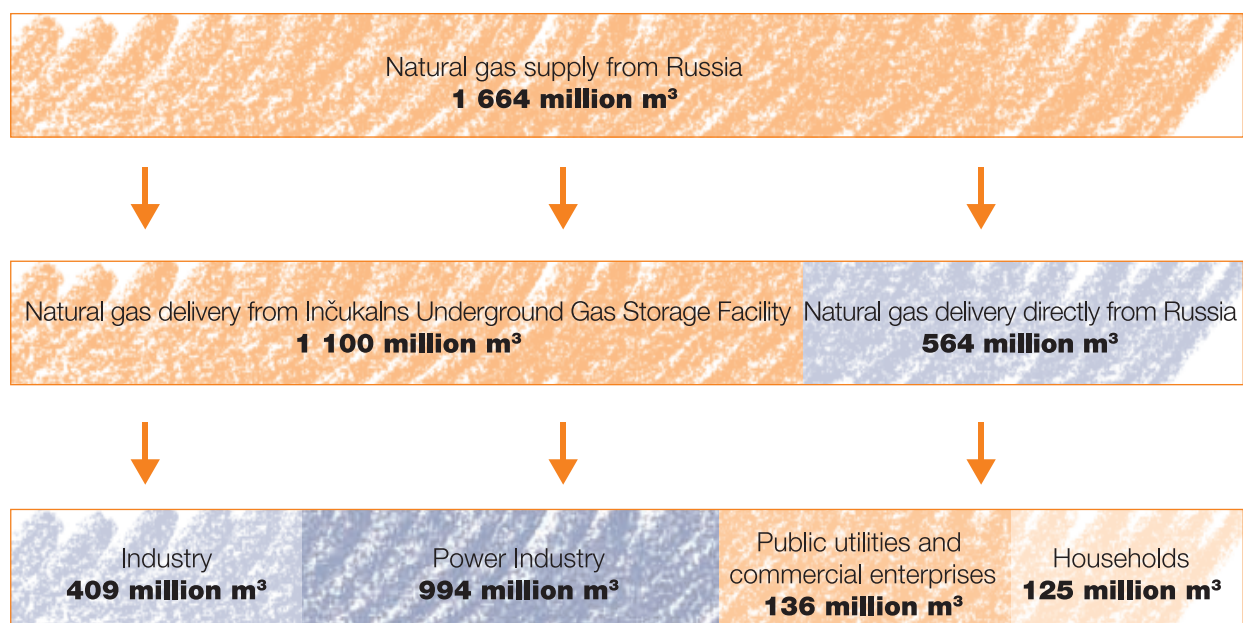 Natural gas supply from Russia
1 664 million m³
Natural gas delivery from Inčukalns Underground Gas Storage Facility
1 100 million m³
Natural gas delivery directly from Russia
564 million m³
Industry
409 million m³
Power Industry
994 million m³
Public utilities and
commercial enterprises
136 million m³
Households
125 million m³